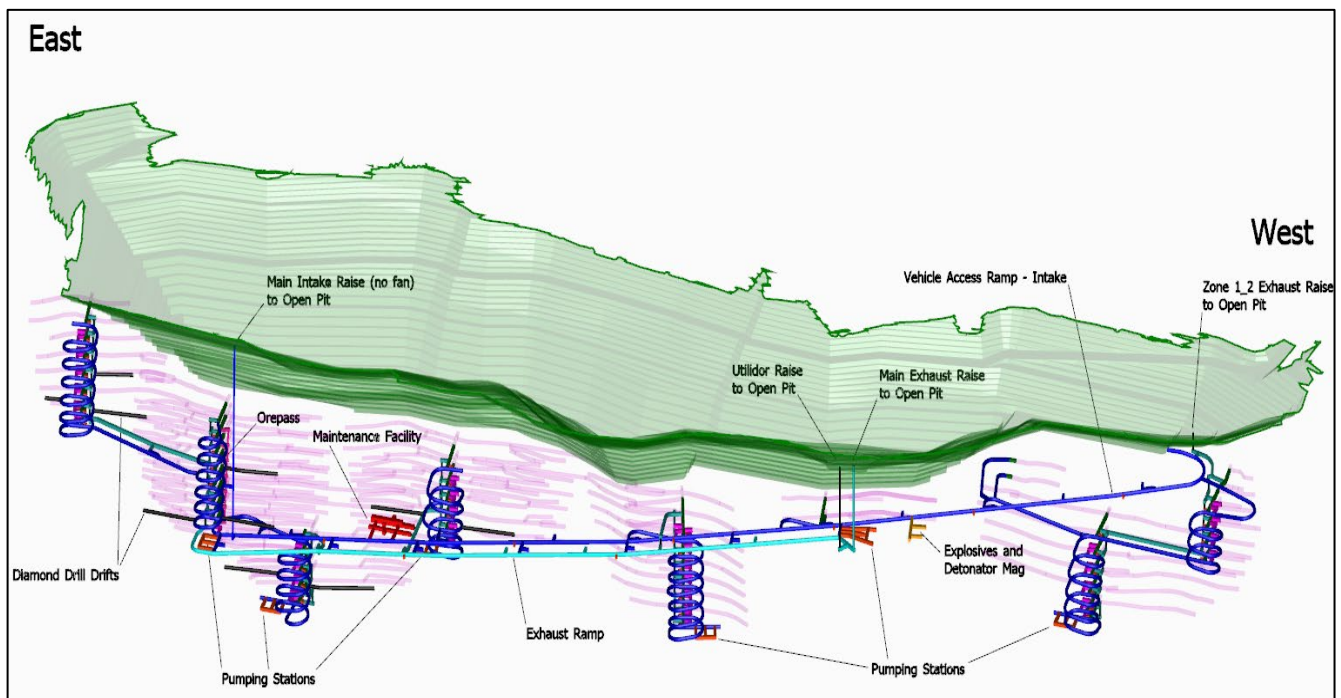 East
West
Main Intake Raise (no fan)
to Open Pit
Vehicle Access Ramp - Intake
Zone 1_2 Exhaust Raise
to Open Pit
Utilidor Raise
to Open Pit
Main Exhaust Raise
to Open Pit
Orepass
Maintenance Facility
Diamond Drill Drifts
Explosives and
Detonator Mag
Exhaust Ramp
Pumping Stations
Pumping Stations